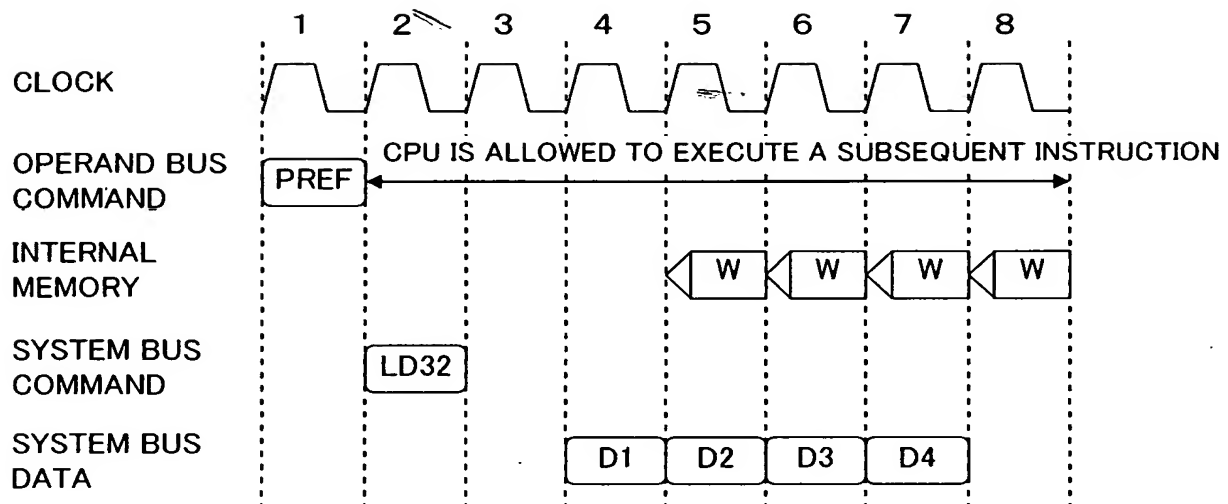 1 2 3 4 5 6 7 8
CLOCK
OPERAND BUS
COMMAND
PREF
CPU IS ALLOWED TO EXECUTE A SUBSEQUENT INSTRUCTION
INTERNAL
MEMORY
W W W W
SYSTEM BUS
COMMAND
LD32
SYSTEM BUS
DATA
D1 D2 D3 D4